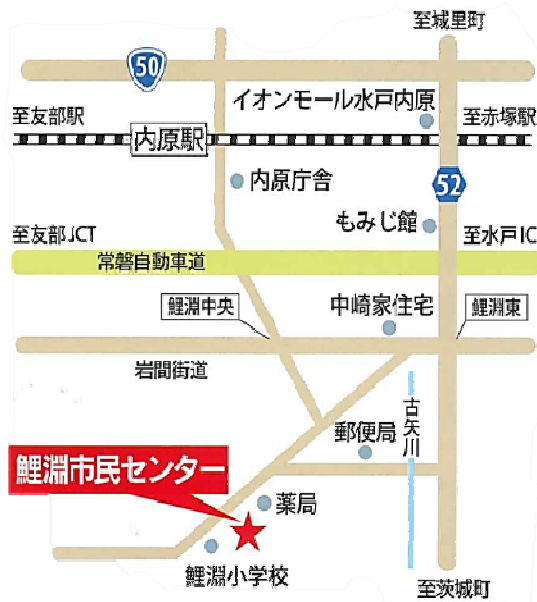 至城里町
50
イオンモール水戸内原
至友部駅
至赤塚駅
内原駅
内原庁舎
52
もみじ館
至友部JCT
至水戸IC
常磐自動車道
鯉淵中央
中崎家住宅
鯉淵東
岩間街道
古矢川
郵便局
鯉淵市民センター
薬局
鯉淵小学校
至茨城町